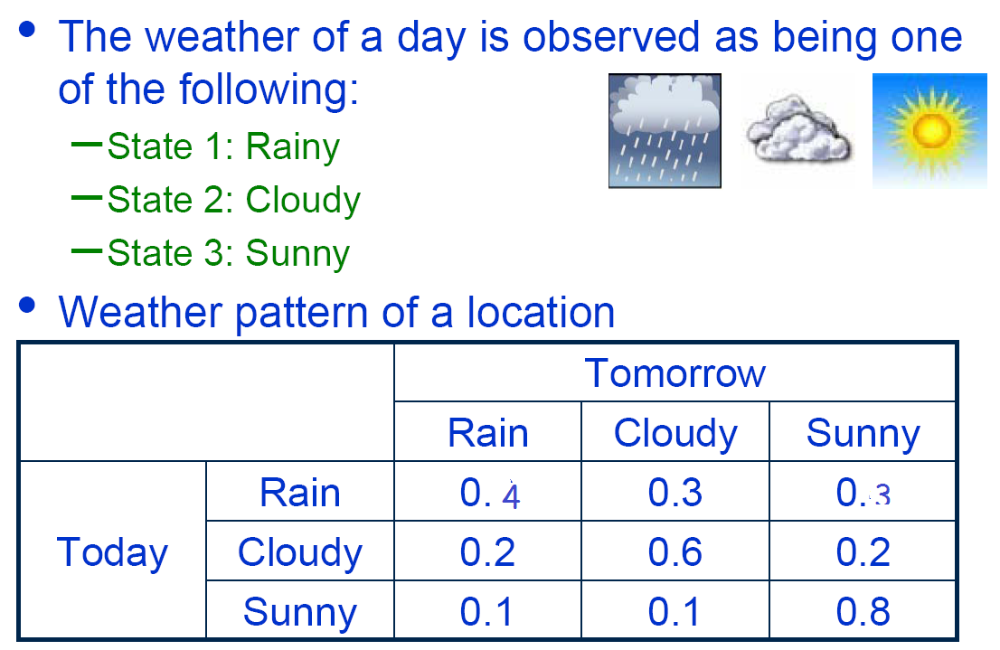 • The weather of a day is observed as being one
of the following:
– State 1: Rainy
– State 2: Cloudy
– State 3: Sunny
• Weather pattern of a location
Tomorrow
Rain Cloudy Sunny
Today
Rain 0.4 0.3 0.3
Cloudy 0.2 0.6 0.2
Sunny 0.1 0.1 0.8